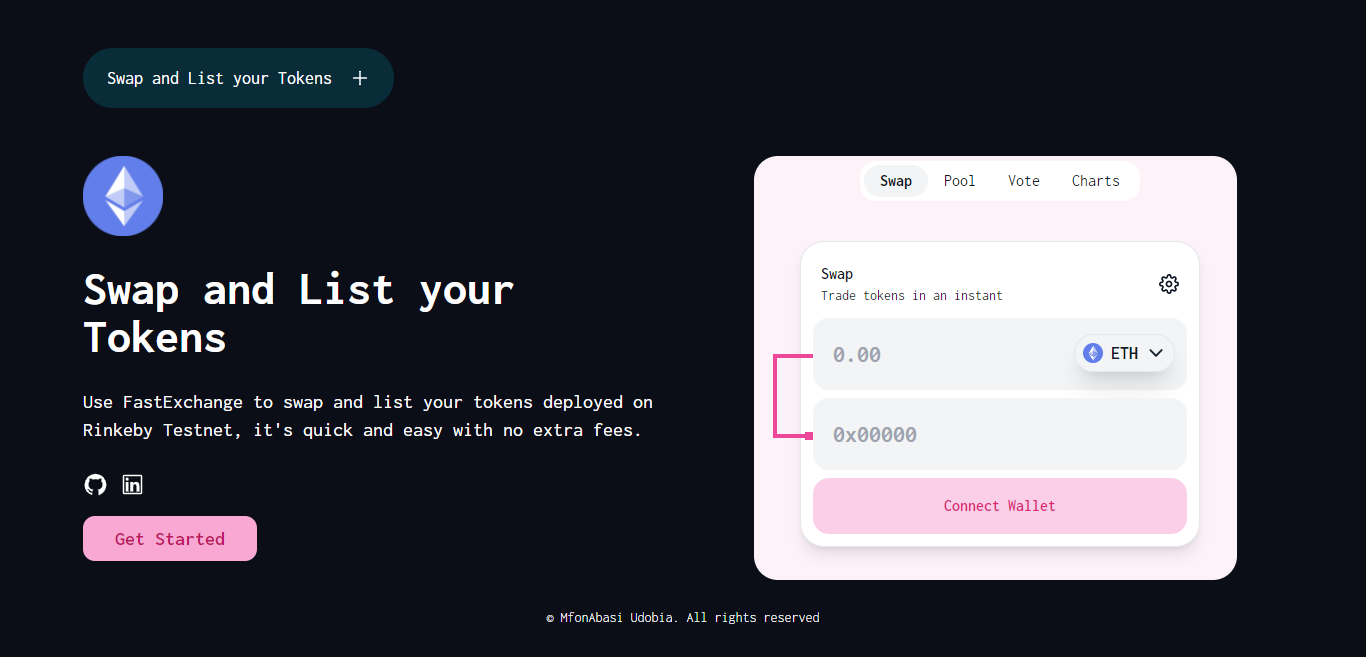 Swap and List your Tokens +
Swap and List your
Tokens
Use FastExchange to swap and list your tokens deployed on
Rinkeby Testnet, it's quick and easy with no extra fees.
in
Get Started
Swap Pool Vote Charts
Swap
Trade tokens in an instant
0.00 ETH
0x00000
Connect Wallet
© MfonAbasi Udobia. All rights reserved